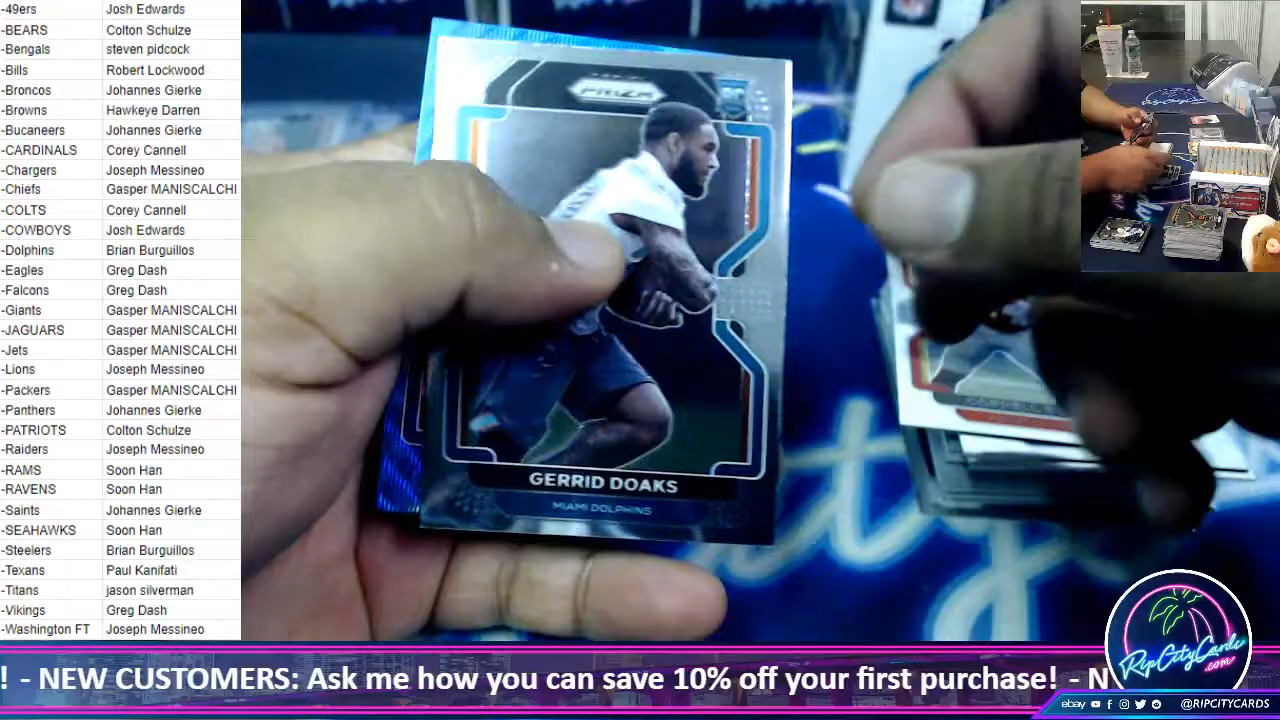 -49ers Josh Edwards
-BEARS Colton Schulze
-Bengals steven pidcock
-Bills Robert Lockwood
-Broncos Johannes Gierke
-Browns Hawkeye Darren
-Bucaneers Johannes Gierke
-CARDINALS Corey Cannell
-Chargers Joseph Messineo
-Chiefs Gasper MANISCALCHI
-COLTS Corey Cannell
-COWBOYS Josh Edwards
-Dolphins Brian Burguillos
-Eagles Greg Dash
-Falcons Greg Dash
-Giants Gasper MANISCALCHI
-JAGUARS Gasper MANISCALCHI
-Jets Gasper MANISCALCHI
-Lions Joseph Messineo
-Packers Gasper MANISCALCHI
-Panthers Johannes Gierke
-PATRIOTS Colton Schulze
-Raiders Joseph Messineo
-RAMS Soon Han
-RAVENS Soon Han
-Saints Johannes Gierke
-SEAHAWKS Soon Han
-Steelers Brian Burguillos
-Texans Paul Kanifati
-Titans jason silverman
-Vikings Greg Dash
-Washington FT Joseph Messineo
PRIZM
GERRID DOAKS
MIAMI DOLPHINS
! - NEW CUSTOMERS: Ask me how you can save 10% off your first purchase! - N
RipCityCards
.com
ebay @RIPCITYCARDS